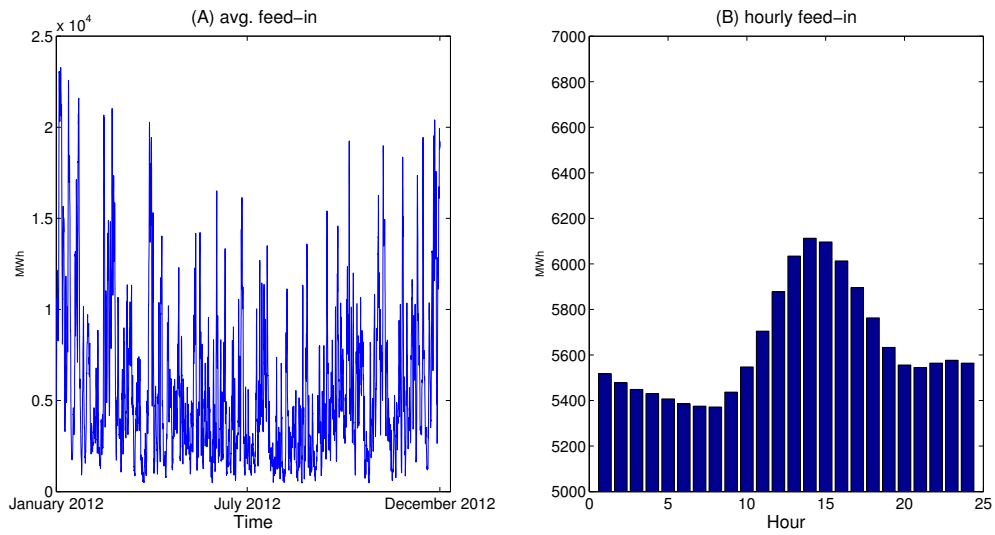 (A) avg. feed−in
x 10⁴
2.5
2
1.5
1
0.5
0
MWh
January 2012
July 2012
December 2012
Time
(B) hourly feed−in
7000
6800
6600
6400
6200
6000
5800
5600
5400
5200
5000
MWh
0
5
10
15
20
25
Hour